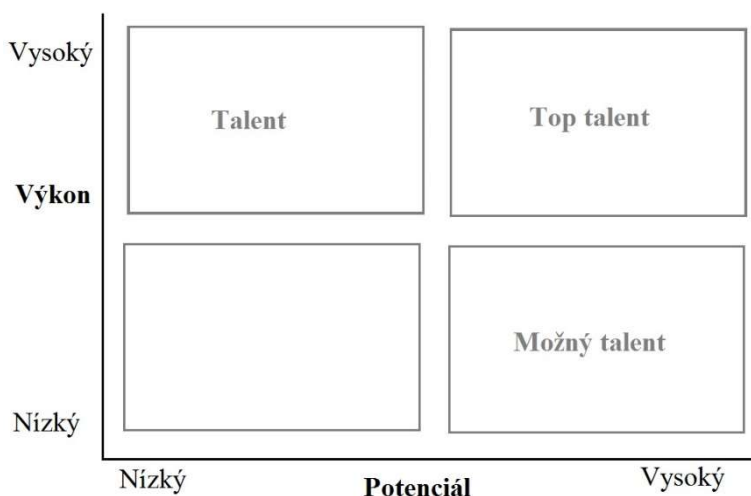 Vysoký
Talent
Top talent
Výkon
Možný talent
Nízký
Nízký
Potenciál
Vysoký